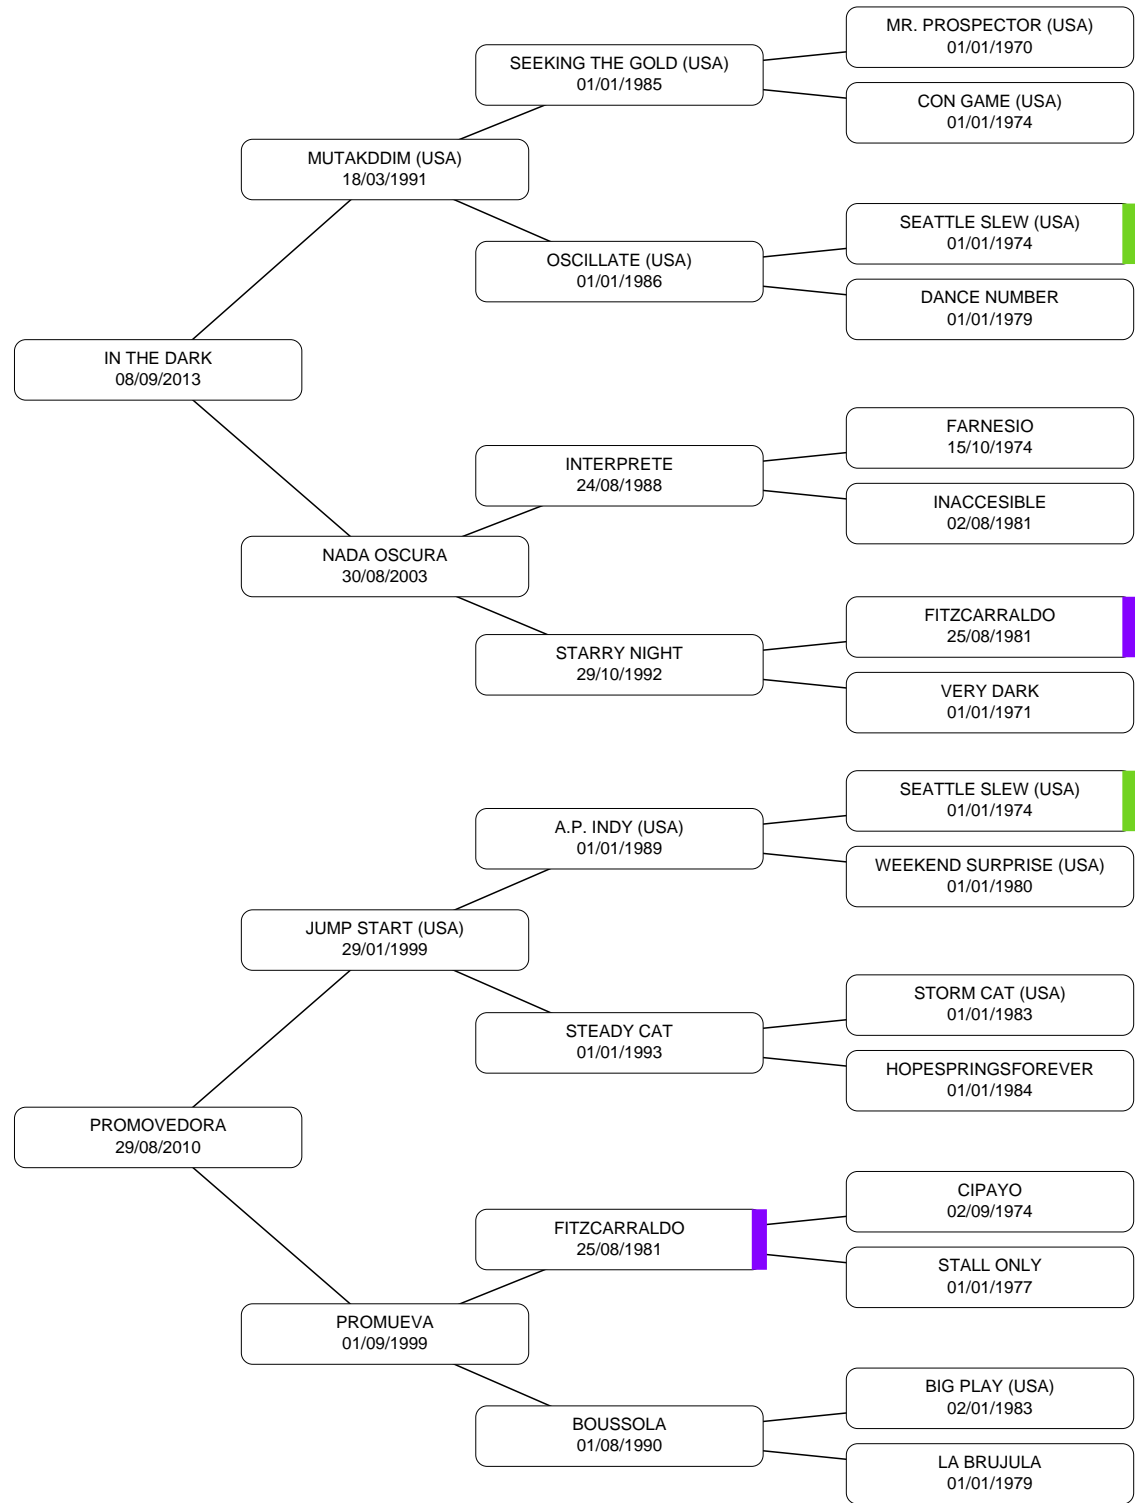 MR. PROSPECTOR (USA)
01/01/1970
SEEKING THE GOLD (USA)
01/01/1985
CON GAME (USA)
01/01/1974
MUTAKDDIM (USA)
18/03/1991
SEATTLE SLEW (USA)
01/01/1974
OSCILLATE (USA)
01/01/1986
DANCE NUMBER
01/01/1979
IN THE DARK
08/09/2013
FARNESIO
15/10/1974
INTERPRETE
24/08/1988
INACCESIBLE
02/08/1981
NADA OSCURA
30/08/2003
FITZCARRALDO
25/08/1981
STARRY NIGHT
29/10/1992
VERY DARK
01/01/1971
SEATTLE SLEW (USA)
01/01/1974
A.P. INDY (USA)
01/01/1989
WEEKEND SURPRISE (USA)
01/01/1980
JUMP START (USA)
29/01/1999
STORM CAT (USA)
01/01/1983
STEADY CAT
01/01/1993
HOPESPRINGSFOREVER
01/01/1984
PROMOVEDORA
29/08/2010
CIPAYO
02/09/1974
FITZCARRALDO
25/08/1981
STALL ONLY
01/01/1977
PROMUEVA
01/09/1999
BIG PLAY (USA)
02/01/1983
BOUSSOLA
01/08/1990
LA BRUJULA
01/01/1979